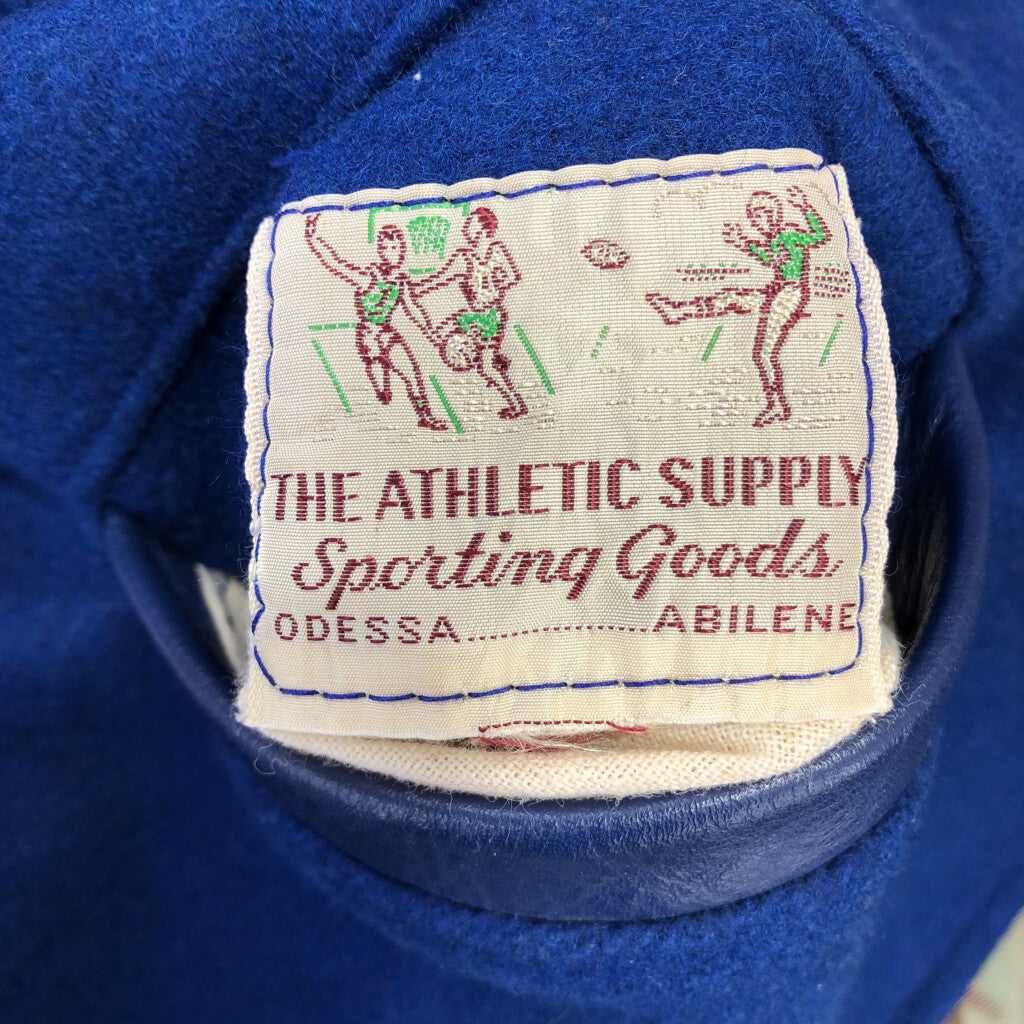 THE ATHLETIC SUPPLY
Sporting Goods
ODESSA....................ABILENE